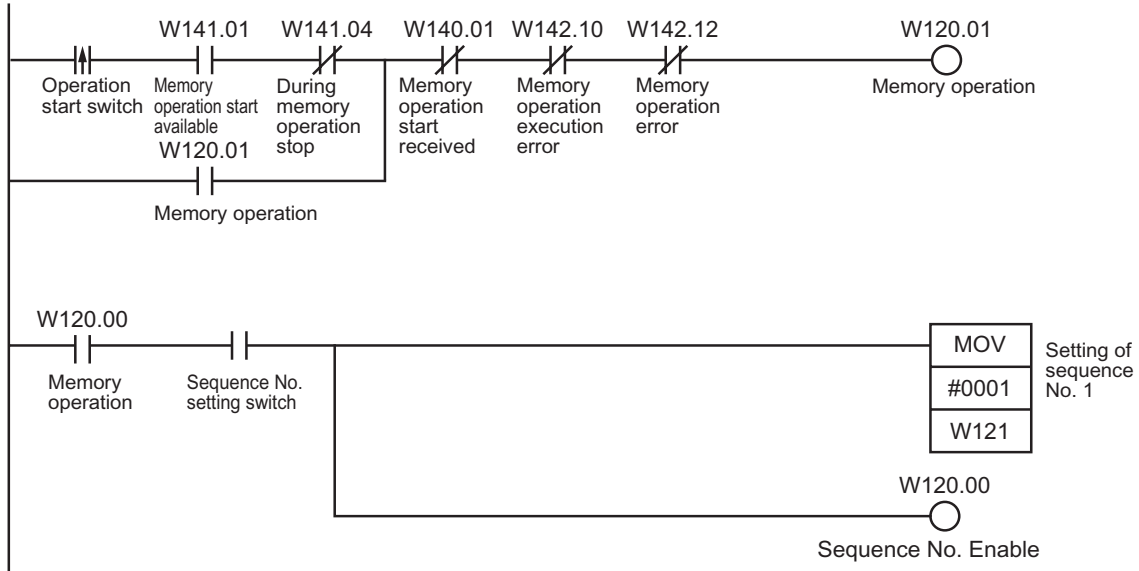 W141.01 W141.04 W140.01 W142.10 W142.12 W120.01
Operation
start switch
Memory
operation start
available
During
memory
operation
stop
Memory
operation
start
received
Memory
operation
execution
error
Memory
operation
error
Memory operation
W120.01
Memory operation
W120.00
Memory
operation
Sequence No.
setting switch
MOV
#0001
W121
Setting of
sequence
No. 1
W120.00
Sequence No. Enable